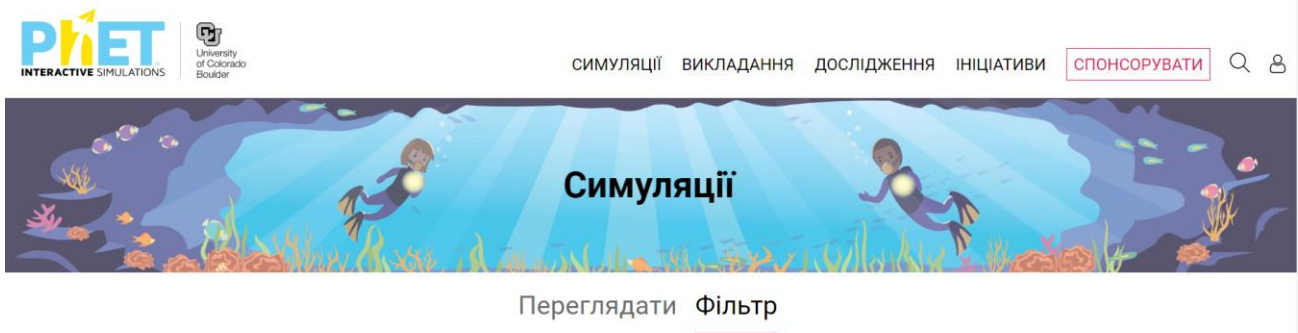 PhET
INTERACTIVE SIMULATIONS
University
of Colorado
Boulder
СИМУЛЯЦІЇ ВИКЛАДАННЯ ДОСЛІДЖЕННЯ ІНІЦІАТИВИ СПОНСОРУВАТИ
Симуляції
Переглядати Фільтр